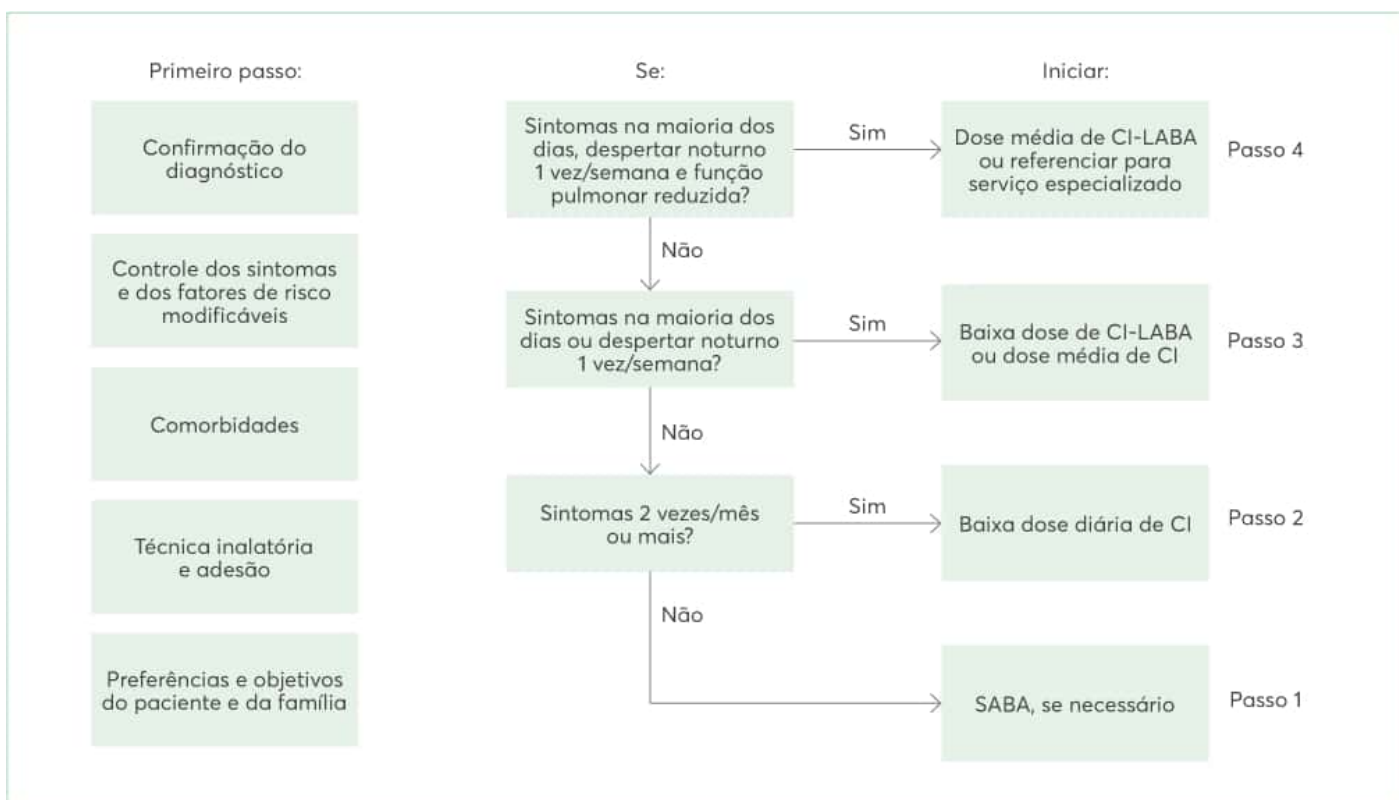 Primeiro passo:
Confirmação do
diagnóstico
Controle dos sintomas
e dos fatores de risco
modificáveis
Comorbidades
Técnica inalatória
e adesão
Preferências e objetivos
do paciente e da família
Se:
Sintomas na maioria dos
dias, despertar noturno
1 vez/semana e função
pulmonar reduzida?
Sim
Não
Sintomas na maioria dos
dias ou despertar noturno
1 vez/semana?
Sim
Não
Sintomas 2 vezes/mês
ou mais?
Sim
Não
Iniciar:
Dose média de CI-LABA
ou referenciar para
serviço especializado
Passo 4
Baixa dose de CI-LABA
ou dose média de CI
Passo 3
Baixa dose diária de CI
Passo 2
SABA, se necessário
Passo 1